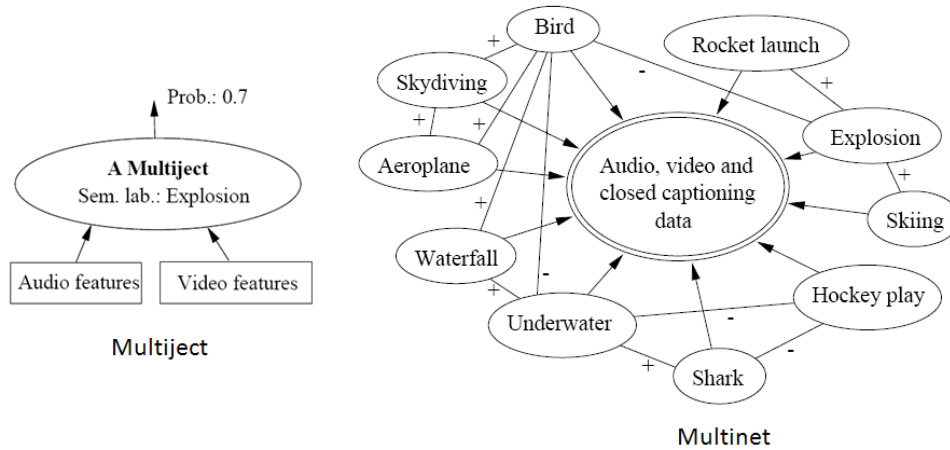 Prob.: 0.7
A Multiject
Sem. lab.: Explosion
Audio features
Video features
Multiject
Bird
Rocket launch
+
-
+
Skydiving
+
+
Explosion
Aeroplane
Audio, video and
closed captioning
data
+
+
Skiing
Waterfall
-
+
Hockey play
Underwater
-
+
-
Shark
Multinet